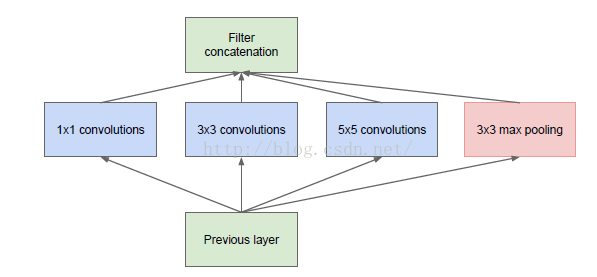 Filter
concatenation
1x1 convolutions
3x3 convolutions
5x5 convolutions
3x3 max pooling
http://blog.csdn.net/
Previous layer